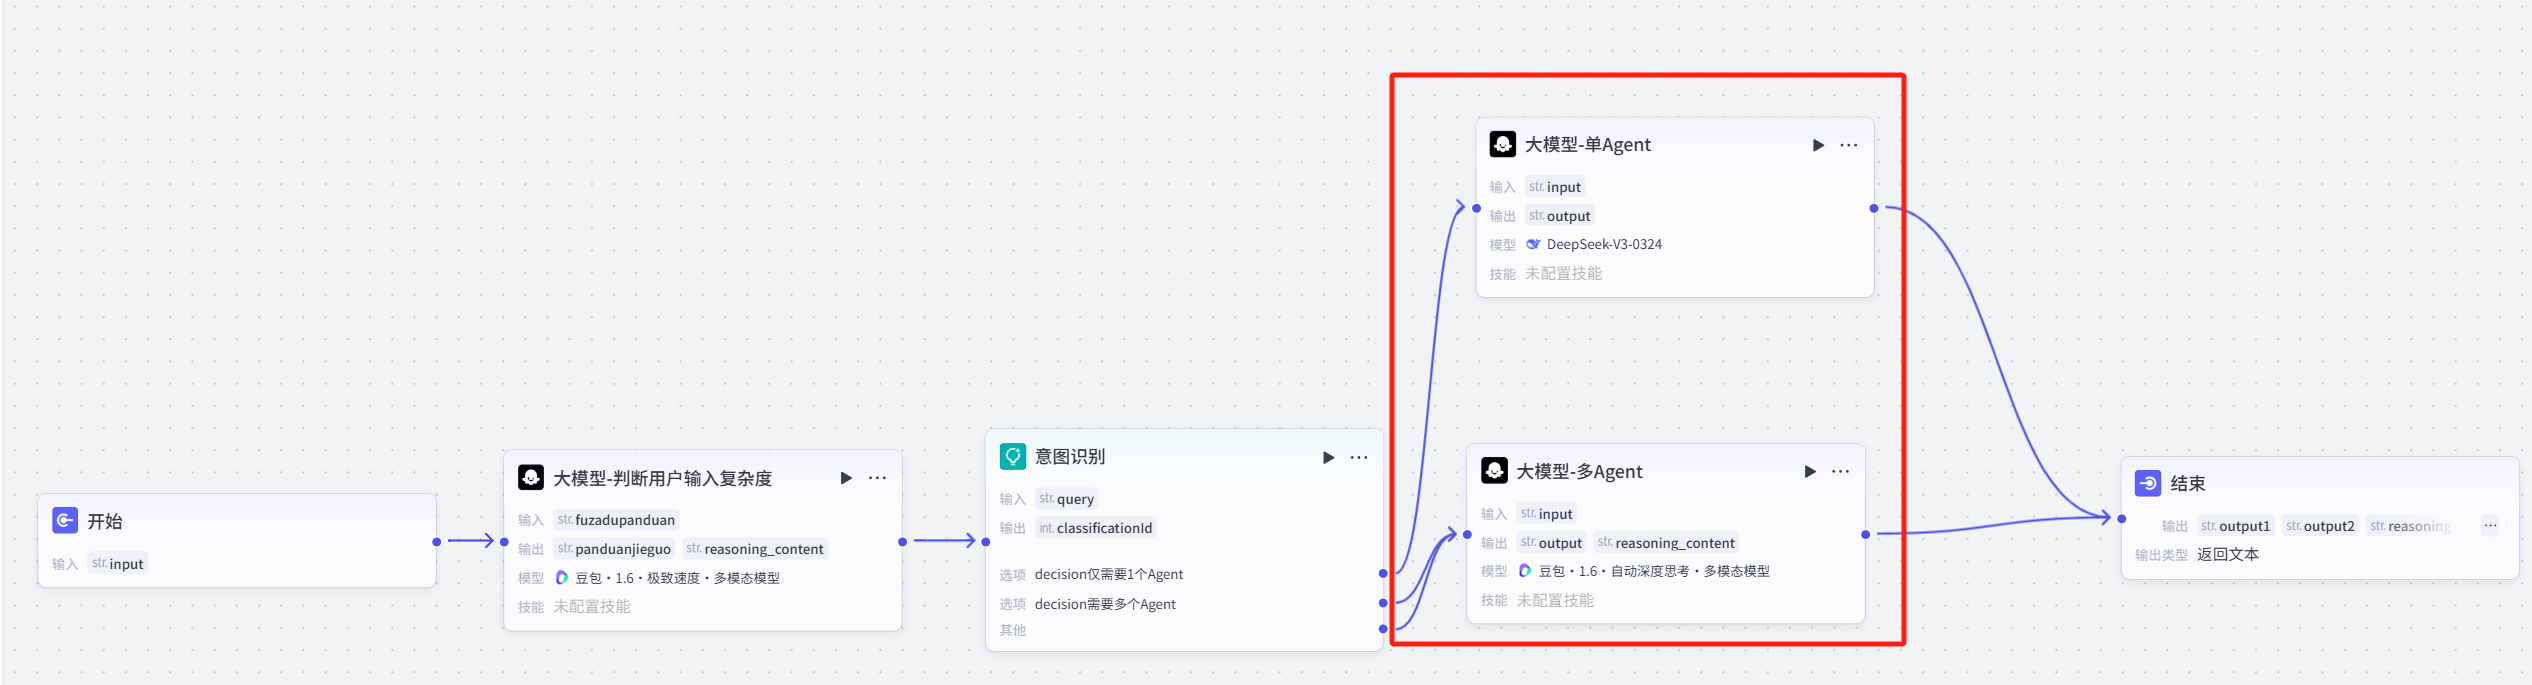 开始
输入 str. input
大模型-判断用户输入复杂度
输入 str. fuzadupanduan
输出 str. panduanjieguo str. reasoning_content
模型 豆包・1.6・极致速度・多模态模型
技能 未配置技能
意图识别
输入 str. query
输出 int. classificationId
选项 decision仅需要1个Agent
选项 decision需要多个Agent
其他
大模型-单Agent
输入 str. input
输出 str. output
模型 DeepSeek-V3-0324
技能 未配置技能
大模型-多Agent
输入 str. input
输出 str. output str. reasoning_content
模型 豆包・1.6・自动深度思考・多模态模型
技能 未配置技能
结束
输出 str. output1 str. output2 str. reasoning_ ...
输出类型 返回文本